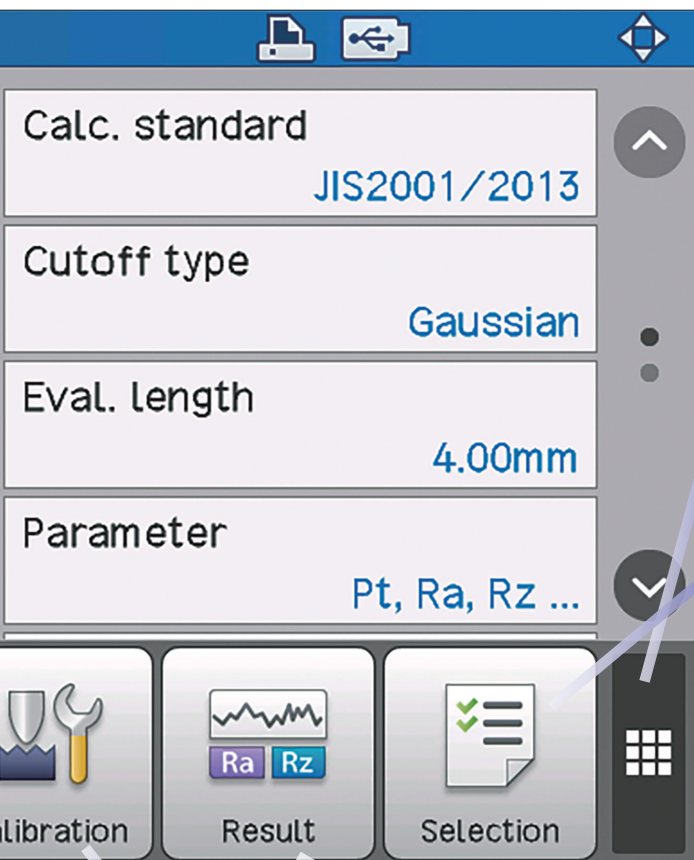 Calc. standard
JIS2001/2013
Cutoff type
Gaussian
Eval. length
4.00mm
Parameter
Pt, Ra, Rz ...
Ra Rz
libration Result Selection